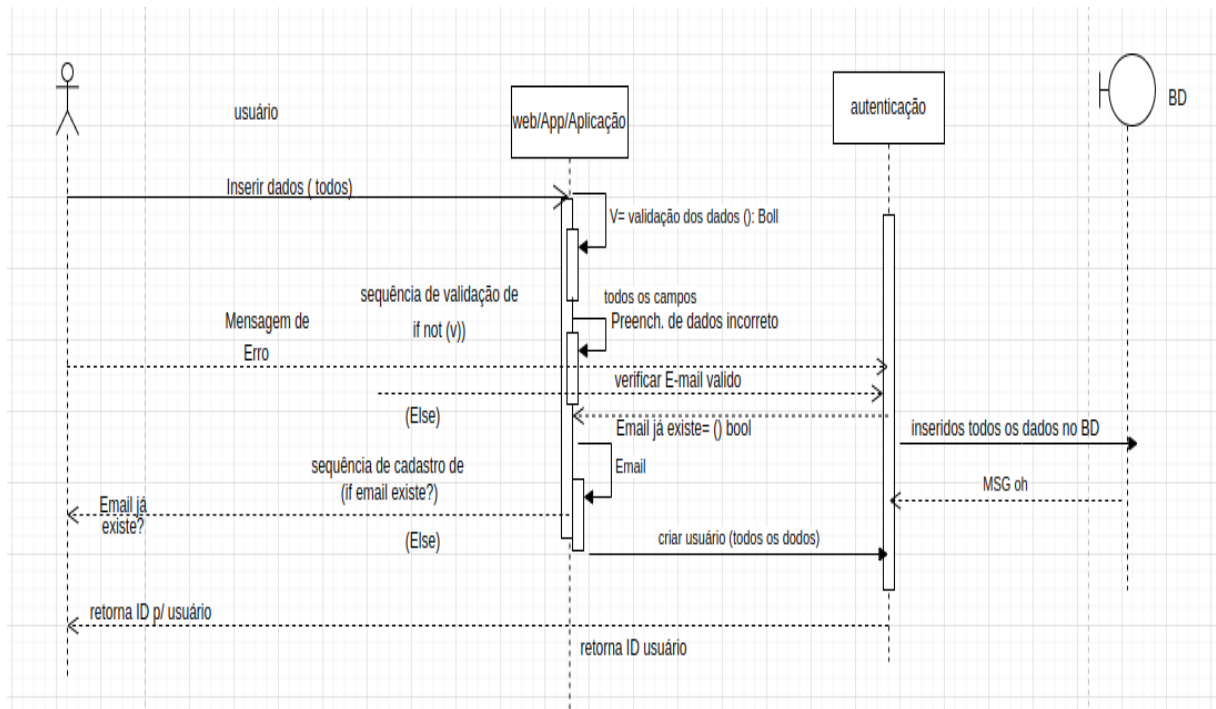 usuário
web/App/Aplicação
autenticação
BD
Inserir dados ( todos)
V= validação dos dados (): Boll
sequência de validação de
if not (v))
todos os campos
Preench. de dados incorreto
Mensagem de
Erro
verificar E-mail valido
(Else)
Email já existe= () bool
inseridos todos os dados no BD
sequência de cadastro de
(if email existe?)
Email
MSG oh
Email já
existe?
(Else)
criar usuário (todos os dodos)
retorna ID p/ usuário
retorna ID usuário